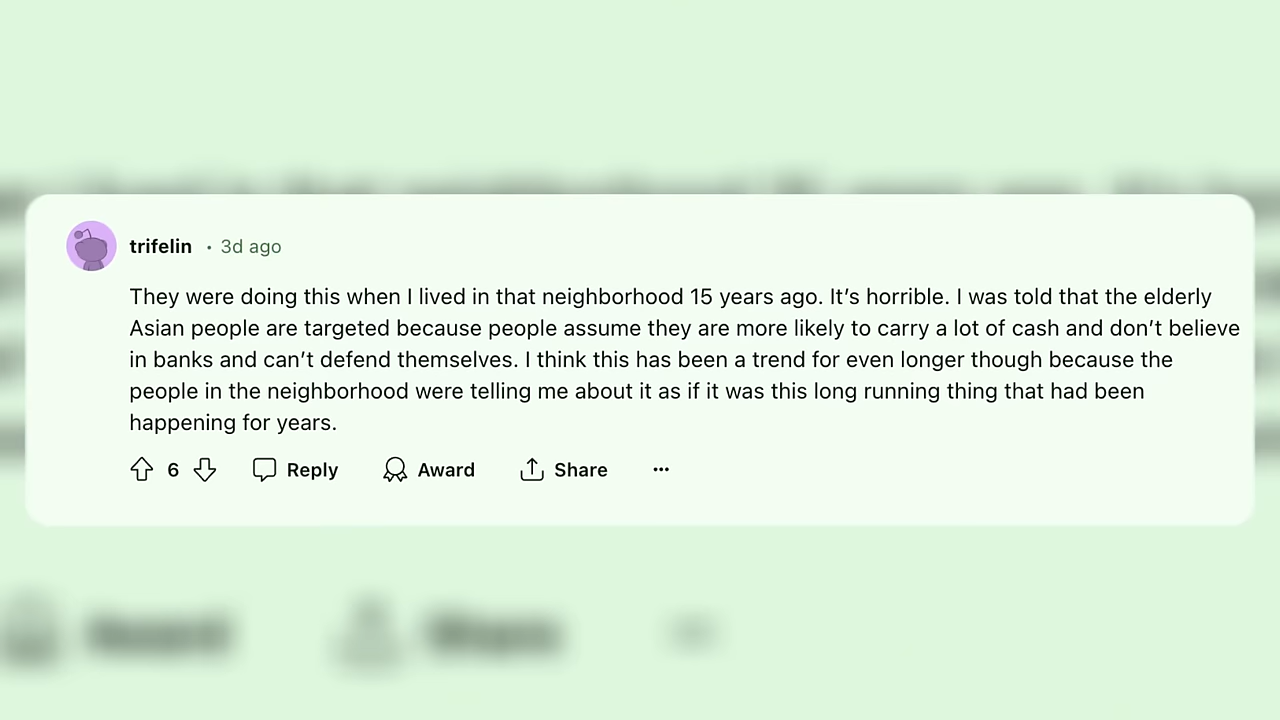 trifelin • 3d ago
They were doing this when I lived in that neighborhood 15 years ago. It’s horrible. I was told that the elderly
Asian people are targeted because people assume they are more likely to carry a lot of cash and don’t believe
in banks and can’t defend themselves. I think this has been a trend for even longer though because the
people in the neighborhood were telling me about it as if it was this long running thing that had been
happening for years.
6 Reply Award Share ...
Award Share